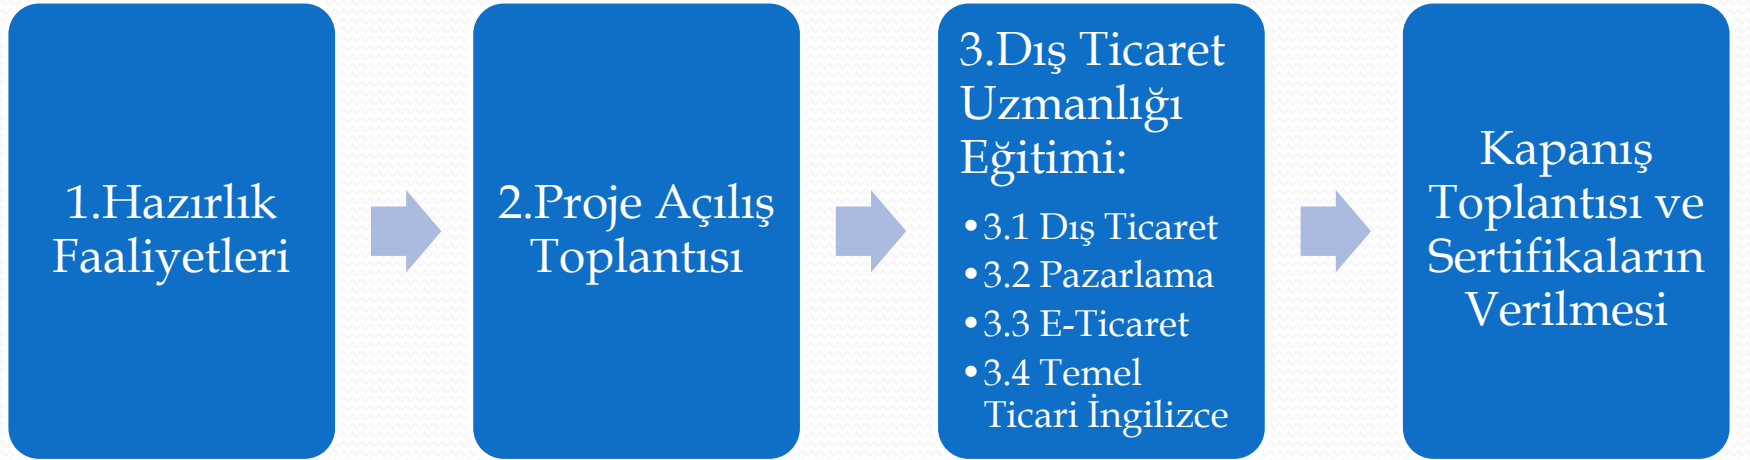 1.Hazırlık
Faaliyetleri
2.Proje Açılış
Toplantısı
3.Dış Ticaret
Uzmanlığı
Eğitimi:
•3.1 Dış Ticaret
•3.2 Pazarlama
•3.3 E-Ticaret
•3.4 Temel
Ticari İngilizce
Kapanış
Toplantısı ve
Sertifikaların
Verilmesi